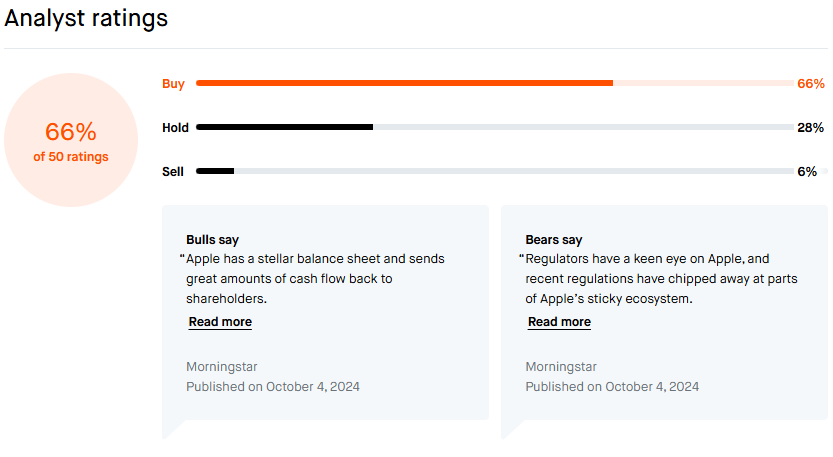 Analyst ratings
66%
of 50 ratings
Buy 66%
Hold 28%
Sell 6%
Bulls say
“Apple has a stellar balance sheet and sends
great amounts of cash flow back to
shareholders.
Read more
Morningstar
Published on October 4, 2024
Bears say
“Regulators have a keen eye on Apple, and
recent regulations have chipped away at parts
of Apple’s sticky ecosystem.
Read more
Morningstar
Published on October 4, 2024